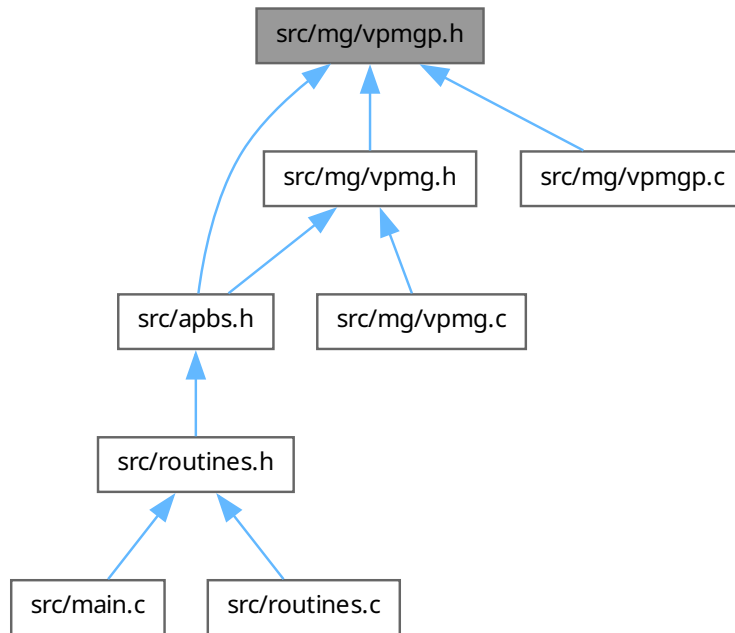 src/mg/vpmgp.h
src/mg/vpmg.h
src/mg/vpmgp.c
src/apbs.h
src/mg/vpmg.c
src/routines.h
src/main.c
src/routines.c